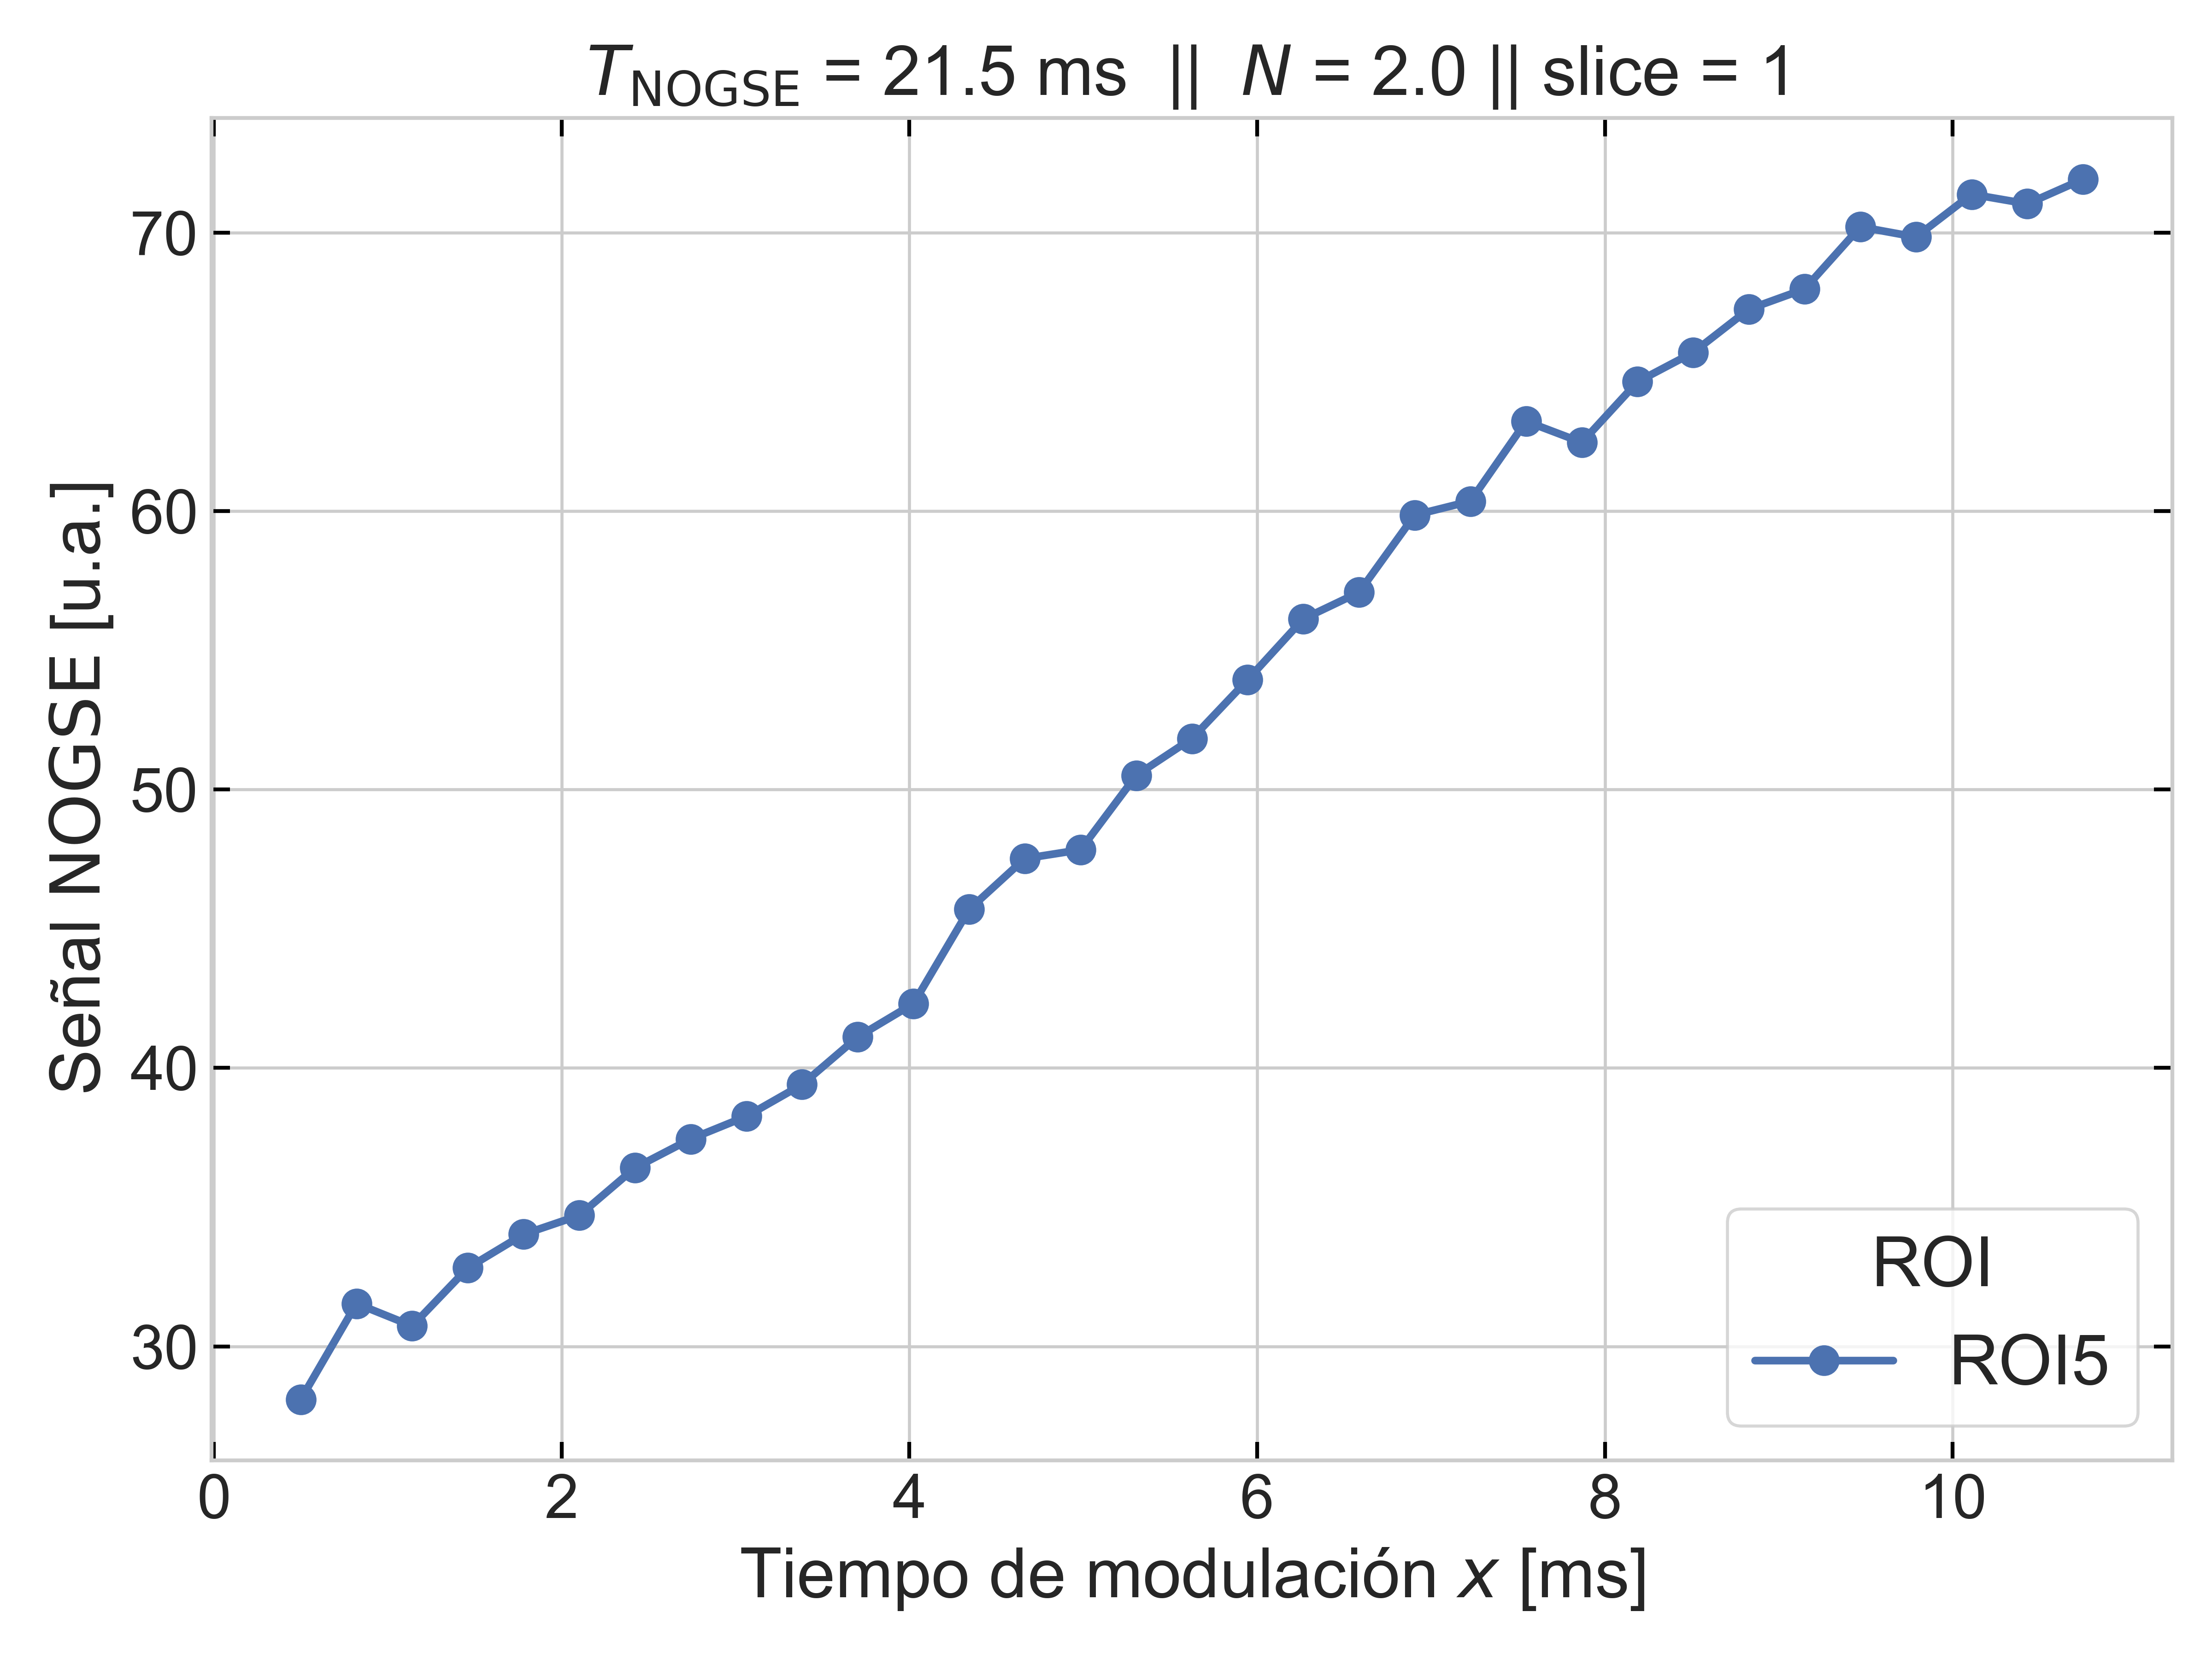 T_NOGSE = 21.5 ms || N = 2.0 || slice = 1
Señal NOGSE [u.a.]
70
60
50
40
30
0 2 4 6 8 10
Tiempo de modulación x [ms]
ROI
ROI5